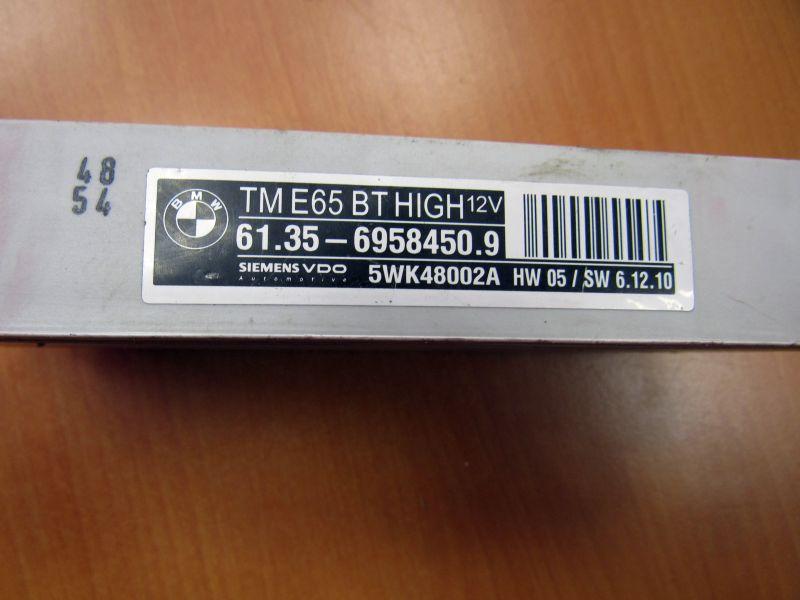 48
54
BMW
TM E65 BT HIGH 12V
61.35 – 6958450.9
SIEMENS VDO
Automotive
5WK48002A HW 05 / SW 6.12.10